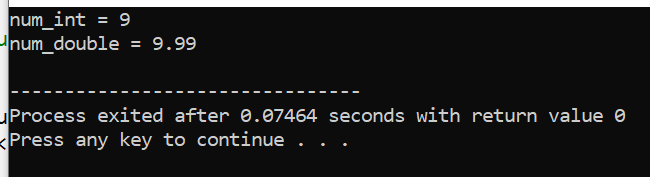 num_int = 9
num_double = 9.99
--------------------------------
Process exited after 0.07464 seconds with return value 0
Press any key to continue . . .